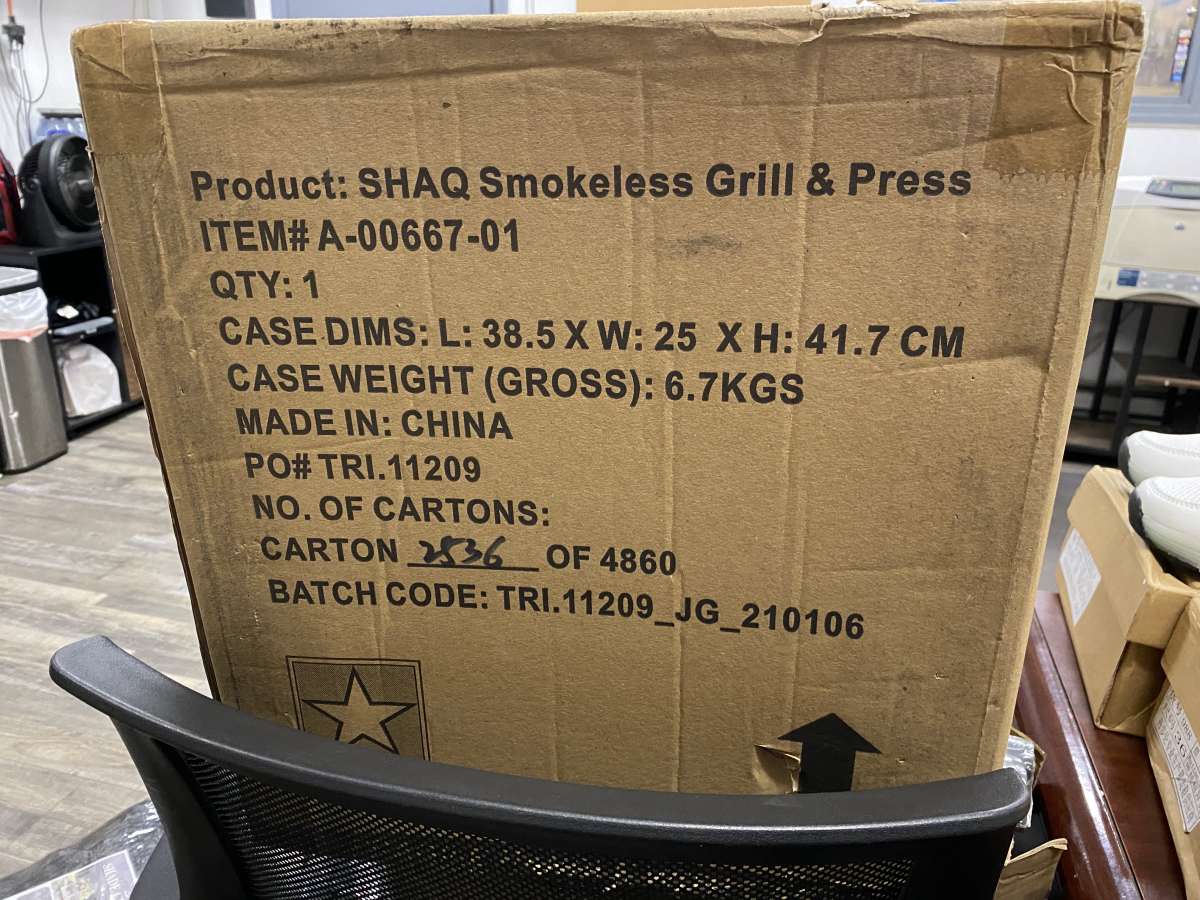 Product: SHAQ Smokeless Grill & Press
ITEM# A-00667-01
QTY: 1
CASE DIMS: L: 38.5 X W: 25 X H: 41.7 CM
CASE WEIGHT (GROSS): 6.7KGS
MADE IN: CHINA
PO# TRI.11209
NO. OF CARTONS:
CARTON 2536 OF 4860
BATCH CODE: TRI.11209_JG_210106